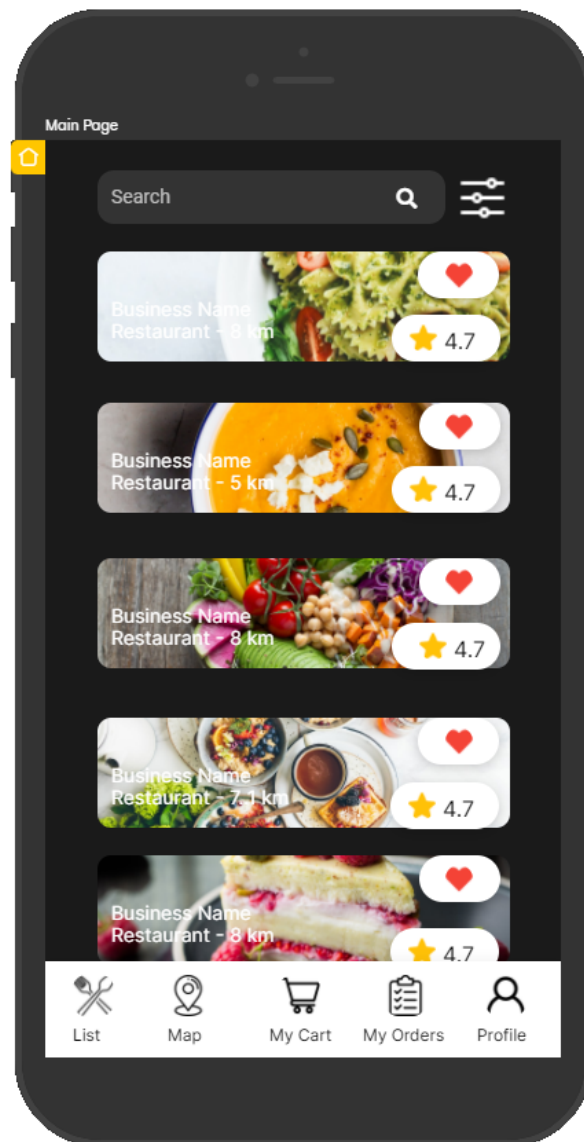 Main Page
Search
Business Name
Restaurant - 8 km
4.7
Business Name
Restaurant - 5 km
4.7
Business Name
Restaurant - 8 km
4.7
Business Name
Restaurant - 7,1 km
4.7
Business Name
Restaurant - 8 km
4.7
List
Map
My Cart
My Orders
Profile